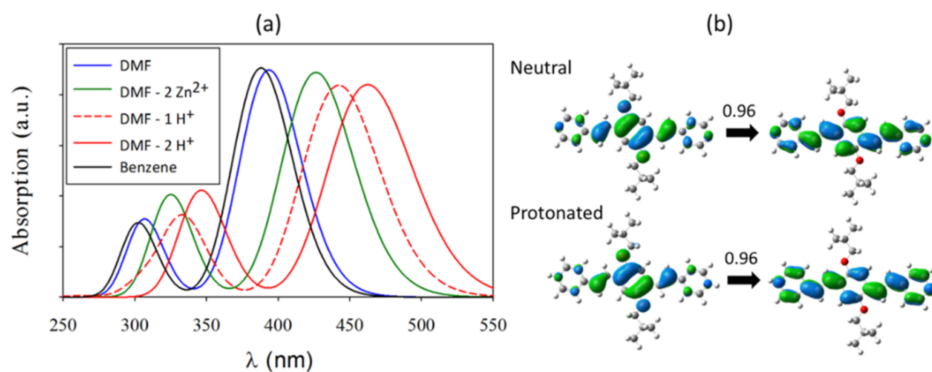 (a)
Absorption (a.u.)
DMF
DMF - 2 Zn²⁺
DMF - 1 H⁺
DMF - 2 H⁺
Benzene
250 300 350 400 450 500 550
λ (nm)
(b)
Neutral
0.96
Protonated
0.96